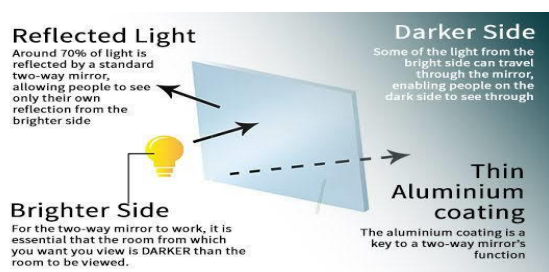 Reflected Light
Around 70% of light is
reflected by a standard
two-way mirror,
allowing people to see
only their own
reflection from the
brighter side
Darker Side
Some of the light from the
bright side can travel
through the mirror,
enabling people on the
dark side to see through
Brighter Side
For the two-way mirror to work, it is
essential that the room from which
you want you view is DARKER than the
room to be viewed.
Thin
Aluminium
coating
The aluminium coating is a
key to a two-way mirror's
function